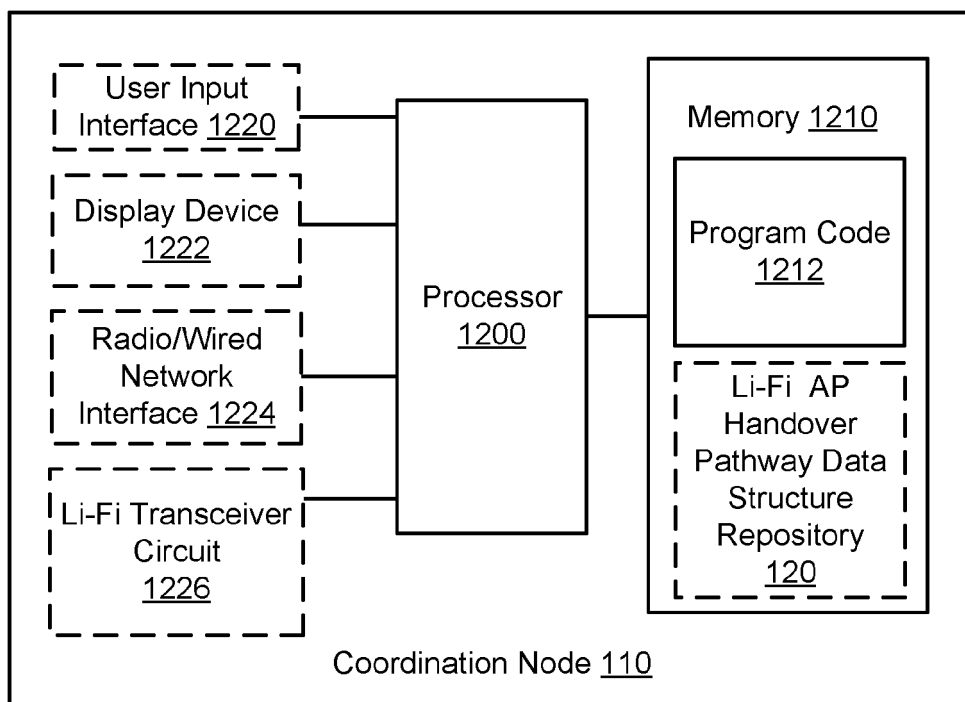 User Input
Interface 1220
Display Device
1222
Radio/Wired
Network
Interface 1224
Li-Fi Transceiver
Circuit
1226
Processor
1200
Memory 1210
Program Code
1212
Li-Fi AP
Handover
Pathway Data
Structure
Repository
120
Coordination Node 110